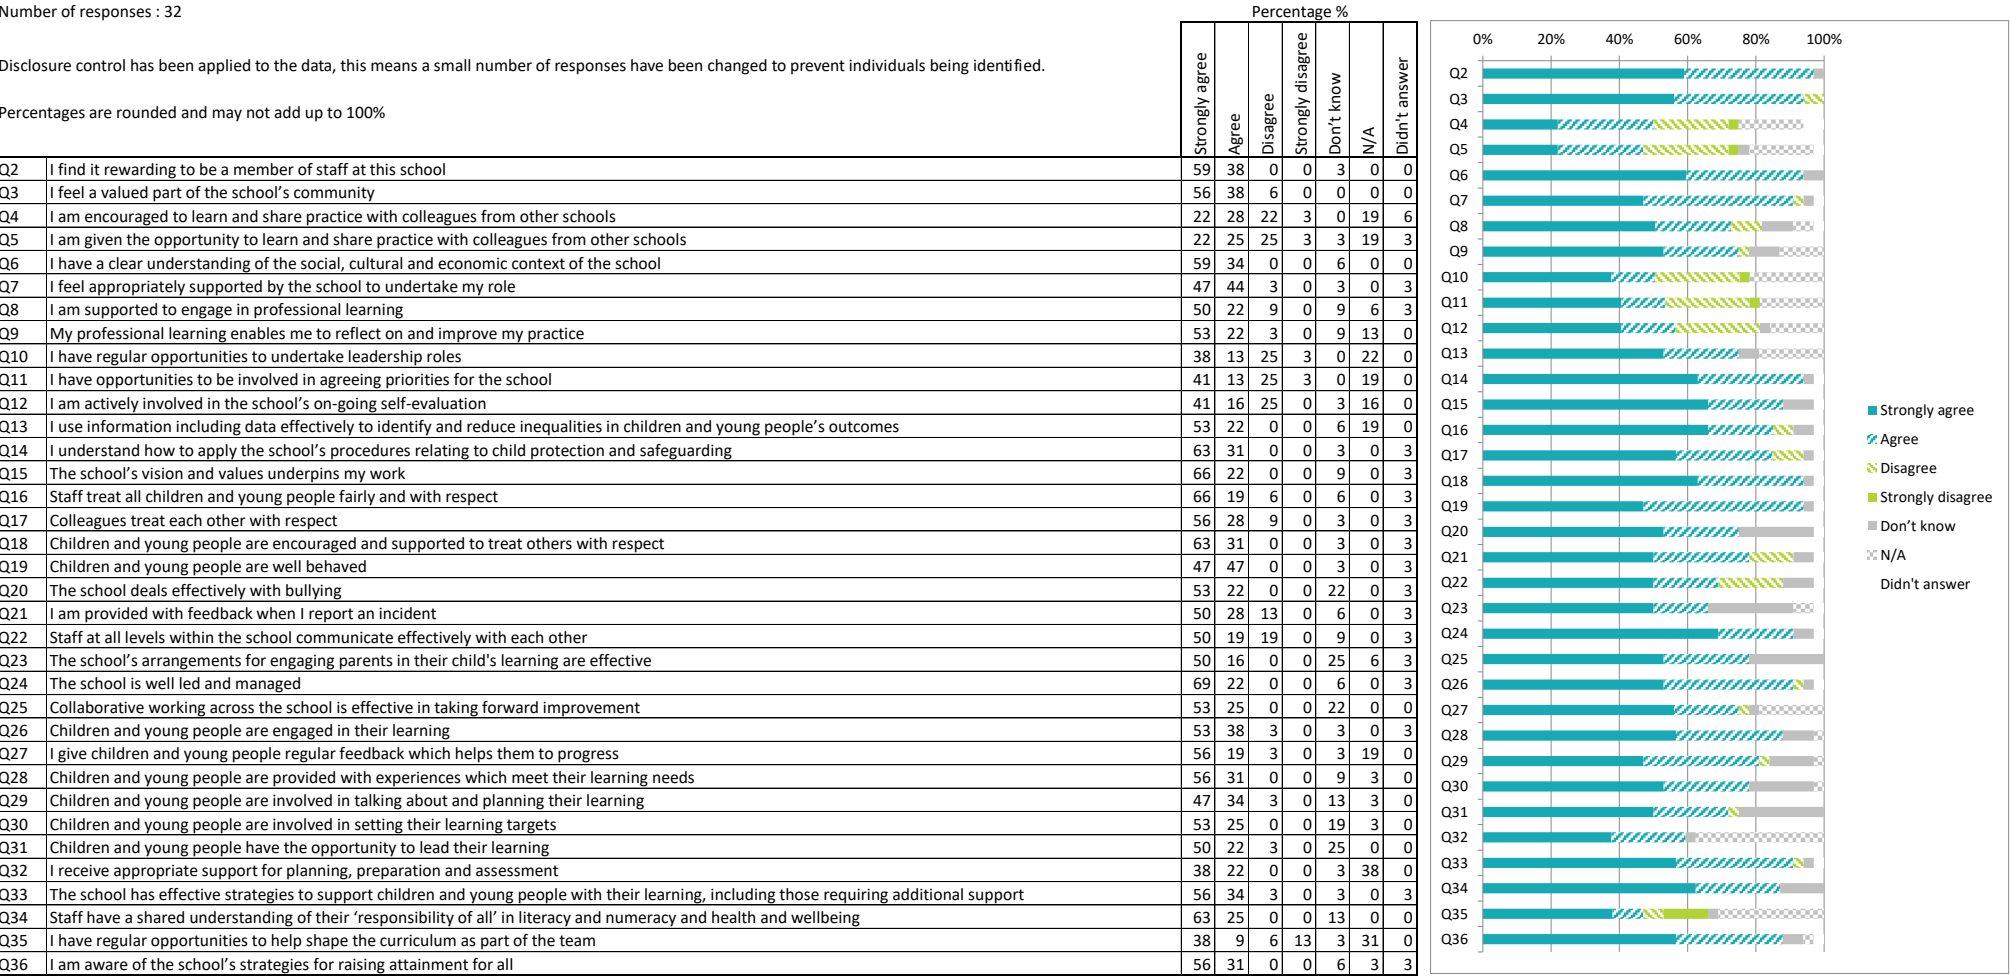 Number of responses : 32
Percentage %
Disclosure control has been applied to the data, this means a small number of responses have been changed to prevent individuals being identified.
Percentages are rounded and may not add up to 100%
Strongly agree
Agree
Disagree
Strongly disagree
Don't know
N/A
Didn't answer
Q2 I find it rewarding to be a member of staff at this school 59 38 0 0 3 0 0
Q3 I feel a valued part of the school’s community 56 38 6 0 0 0 0
Q4 I am encouraged to learn and share practice with colleagues from other schools 22 28 22 3 0 19 6
Q5 I am given the opportunity to learn and share practice with colleagues from other schools 22 25 25 3 3 19 3
Q6 I have a clear understanding of the social, cultural and economic context of the school 59 34 0 0 6 0 0
Q7 I feel appropriately supported by the school to undertake my role 47 44 3 0 3 0 3
Q8 I am supported to engage in professional learning 50 22 9 0 9 6 3
Q9 My professional learning enables me to reflect on and improve my practice 53 22 3 0 9 13 0
Q10 I have regular opportunities to undertake leadership roles 38 13 25 3 0 22 0
Q11 I have opportunities to be involved in agreeing priorities for the school 41 13 25 3 0 19 0
Q12 I am actively involved in the school’s on-going self-evaluation 41 16 25 0 3 16 0
Q13 I use information including data effectively to identify and reduce inequalities in children and young people’s outcomes 53 22 0 0 6 19 0
Q14 I understand how to apply the school’s procedures relating to child protection and safeguarding 63 31 0 0 3 0 3
Q15 The school’s vision and values underpins my work 66 22 0 0 9 0 3
Q16 Staff treat all children and young people fairly and with respect 66 19 6 0 6 0 3
Q17 Colleagues treat each other with respect 56 28 9 0 3 0 3
Q18 Children and young people are encouraged and supported to treat others with respect 63 31 0 0 3 0 3
Q19 Children and young people are well behaved 47 47 0 0 3 0 3
Q20 The school deals effectively with bullying 53 22 0 0 22 0 3
Q21 I am provided with feedback when I report an incident 50 28 13 0 6 0 3
Q22 Staff at all levels within the school communicate effectively with each other 50 19 19 0 9 0 3
Q23 The school’s arrangements for engaging parents in their child's learning are effective 50 16 0 0 25 6 3
Q24 The school is well led and managed 69 22 0 0 6 0 3
Q25 Collaborative working across the school is effective in taking forward improvement 53 25 0 0 22 0 0
Q26 Children and young people are engaged in their learning 53 38 3 0 3 0 3
Q27 I give children and young people regular feedback which helps them to progress 56 19 3 0 3 19 0
Q28 Children and young people are provided with experiences which meet their learning needs 56 31 0 0 9 3 0
Q29 Children and young people are involved in talking about and planning their learning 47 34 3 0 13 3 0
Q30 Children and young people are involved in setting their learning targets 53 25 0 0 19 3 0
Q31 Children and young people have the opportunity to lead their learning 50 22 3 0 25 0 0
Q32 I receive appropriate support for planning, preparation and assessment 38 22 0 0 3 38 0
Q33 The school has effective strategies to support children and young people with their learning, including those requiring additional support 56 34 3 0 3 0 3
Q34 Staff have a shared understanding of their ‘responsibility of all’ in literacy and numeracy and health and wellbeing 63 25 0 0 13 0 0
Q35 I have regular opportunities to help shape the curriculum as part of the team 38 9 6 13 3 31 0
Q36 I am aware of the school’s strategies for raising attainment for all 56 31 0 0 6 3 3
0% 20% 40% 60% 80% 100%
Q2
Q3
Q4
Q5
Q6
Q7
Q8
Q9
Q10
Q11
Q12
Q13
Q14
Q15
Q16
Q17
Q18
Q19
Q20
Q21
Q22
Q23
Q24
Q25
Q26
Q27
Q28
Q29
Q30
Q31
Q32
Q33
Q34
Q35
Q36
Strongly agree
Agree
Disagree
Strongly disagree
Don’t know
N/A
Didn't answer